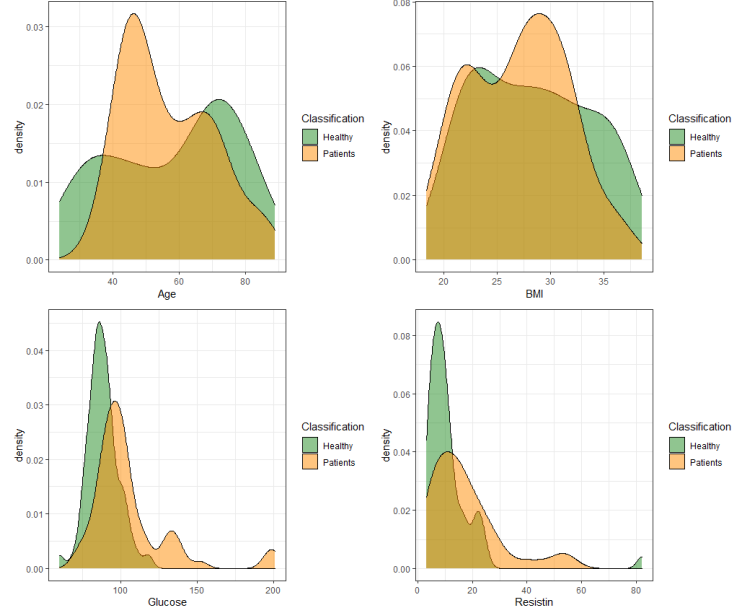 0.03
0.02
0.01
0.00
density
40
60
80
Age
Classification
Healthy
Patients
0.08
0.06
0.04
0.02
0.00
density
20
25
30
35
BMI
Classification
Healthy
Patients
0.04
0.03
0.02
0.01
0.00
density
100
150
200
Glucose
Classification
Healthy
Patients
0.08
0.06
0.04
0.02
0.00
density
0
20
40
60
80
Resistin
Classification
Healthy
Patients